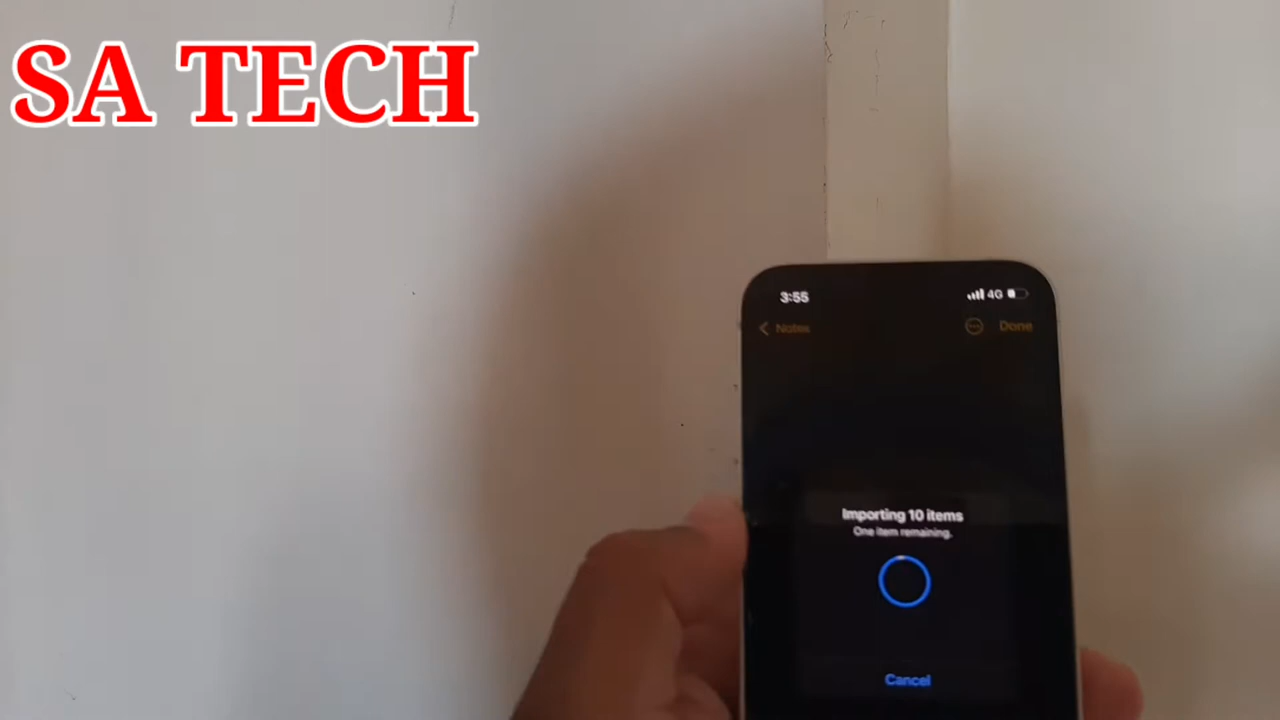 SA TECH
3:55
4G
Notes
Done
Importing 10 items
One item remaining.
Cancel